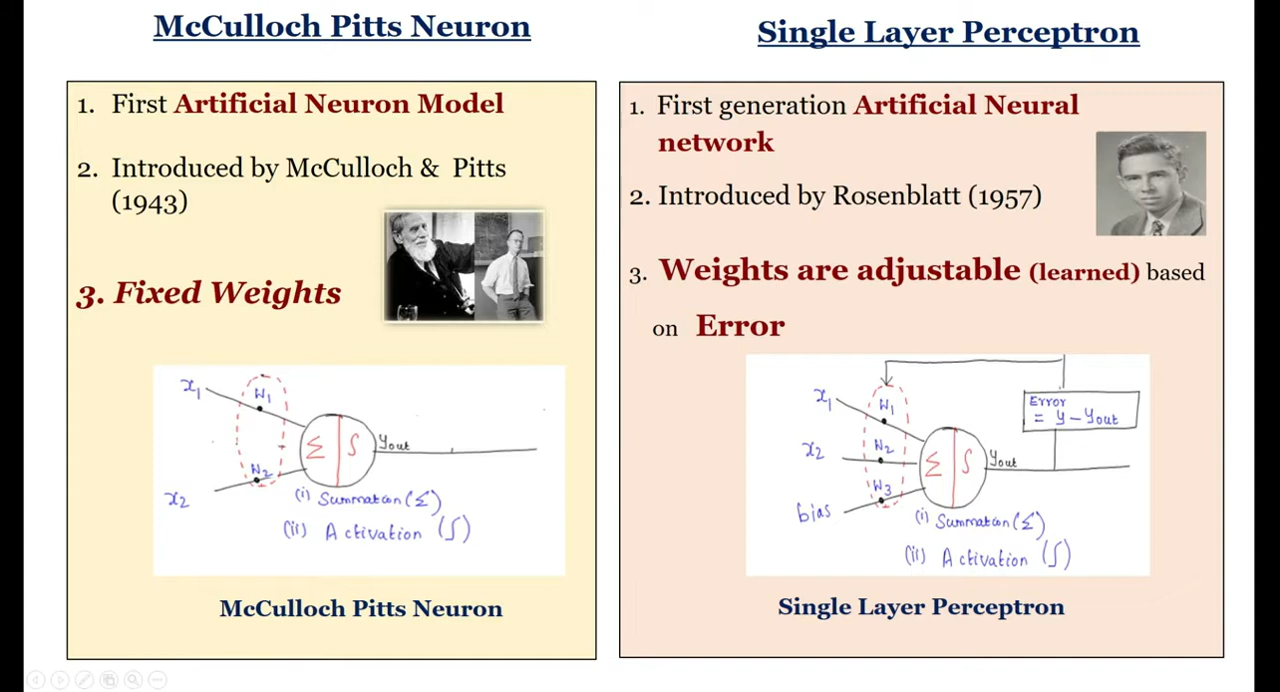 McCulloch Pitts Neuron
1. First Artificial Neuron Model
2. Introduced by McCulloch & Pitts
(1943)
3. Fixed Weights
x1
W1
W2
x2
Σ ʃ
Yout
(i) Summation (Σ)
(ii) Activation (ʃ)
McCulloch Pitts Neuron
Single Layer Perceptron
1. First generation Artificial Neural
network
2. Introduced by Rosenblatt (1957)
3. Weights are adjustable (learned) based
on Error
x1
W1
x2
W2
W3
bias
Σ ʃ
Yout
Error
= y - Yout
(i) Summation (Σ)
(ii) Activation (ʃ)
Single Layer Perceptron